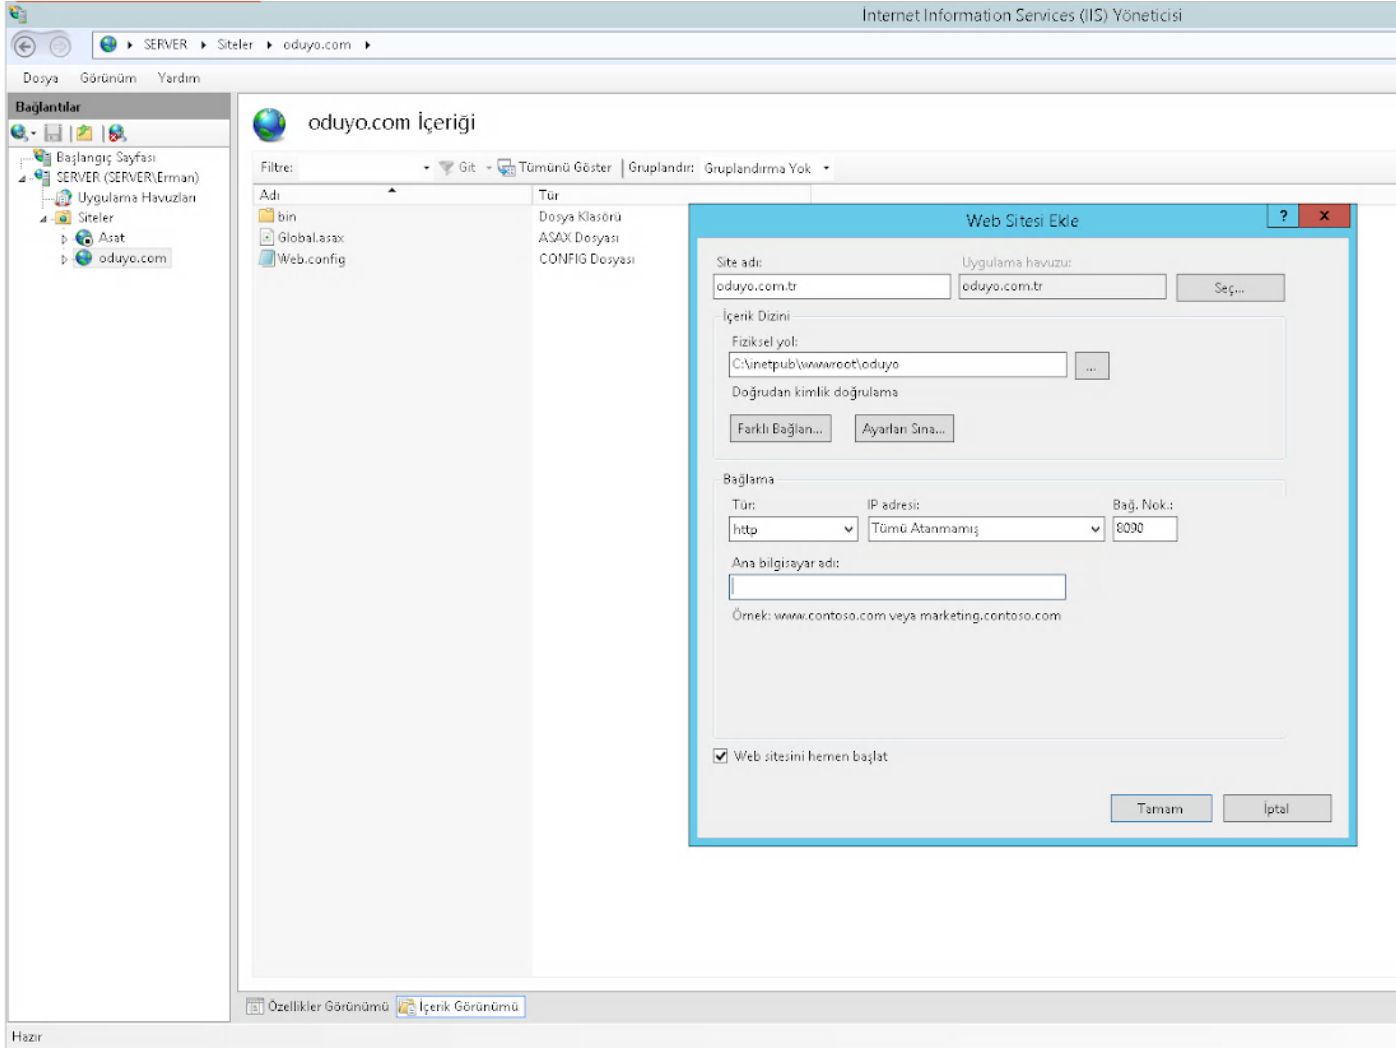 İnternet Information Services (IIS) Yöneticisi
SERVER Siteler oduyo.com
Dosya Görünüm Yardım
Bağlantılar
Başlangıç Sayfası
SERVER (SERVER\Erman)
Uygulama Havuzları
Siteler
Asat
oduyo.com
oduyo.com İçeriği
Filtre: Git Tümünü Göster Gruplandır: Gruplandırma Yok
Adı Tür
bin Dosya Klasörü
Global.asax ASAX Dosyası
Web.config CONFIG Dosyası
Web Sitesi Ekle
? x
Site adı: Uygulama havuzu:
oduyo.com.tr oduyo.com.tr Seç...
İçerik Dizini
Fiziksel yol:
C:\inetpub\wwwroot\oduyo ...
Doğrudan kimlik doğrulama
Farklı Bağlan... Ayarları Sına...
Bağlama
Tür: IP adresi: Bağ. Nok.:
http Tümü Atanmamış 8090
Ana bilgisayar adı:
Örnek: www.contoso.com veya marketing.contoso.com
Web sitesini hemen başlat
Tamam İptal
Özellikler Görünümü İçerik Görünümü
Hazır